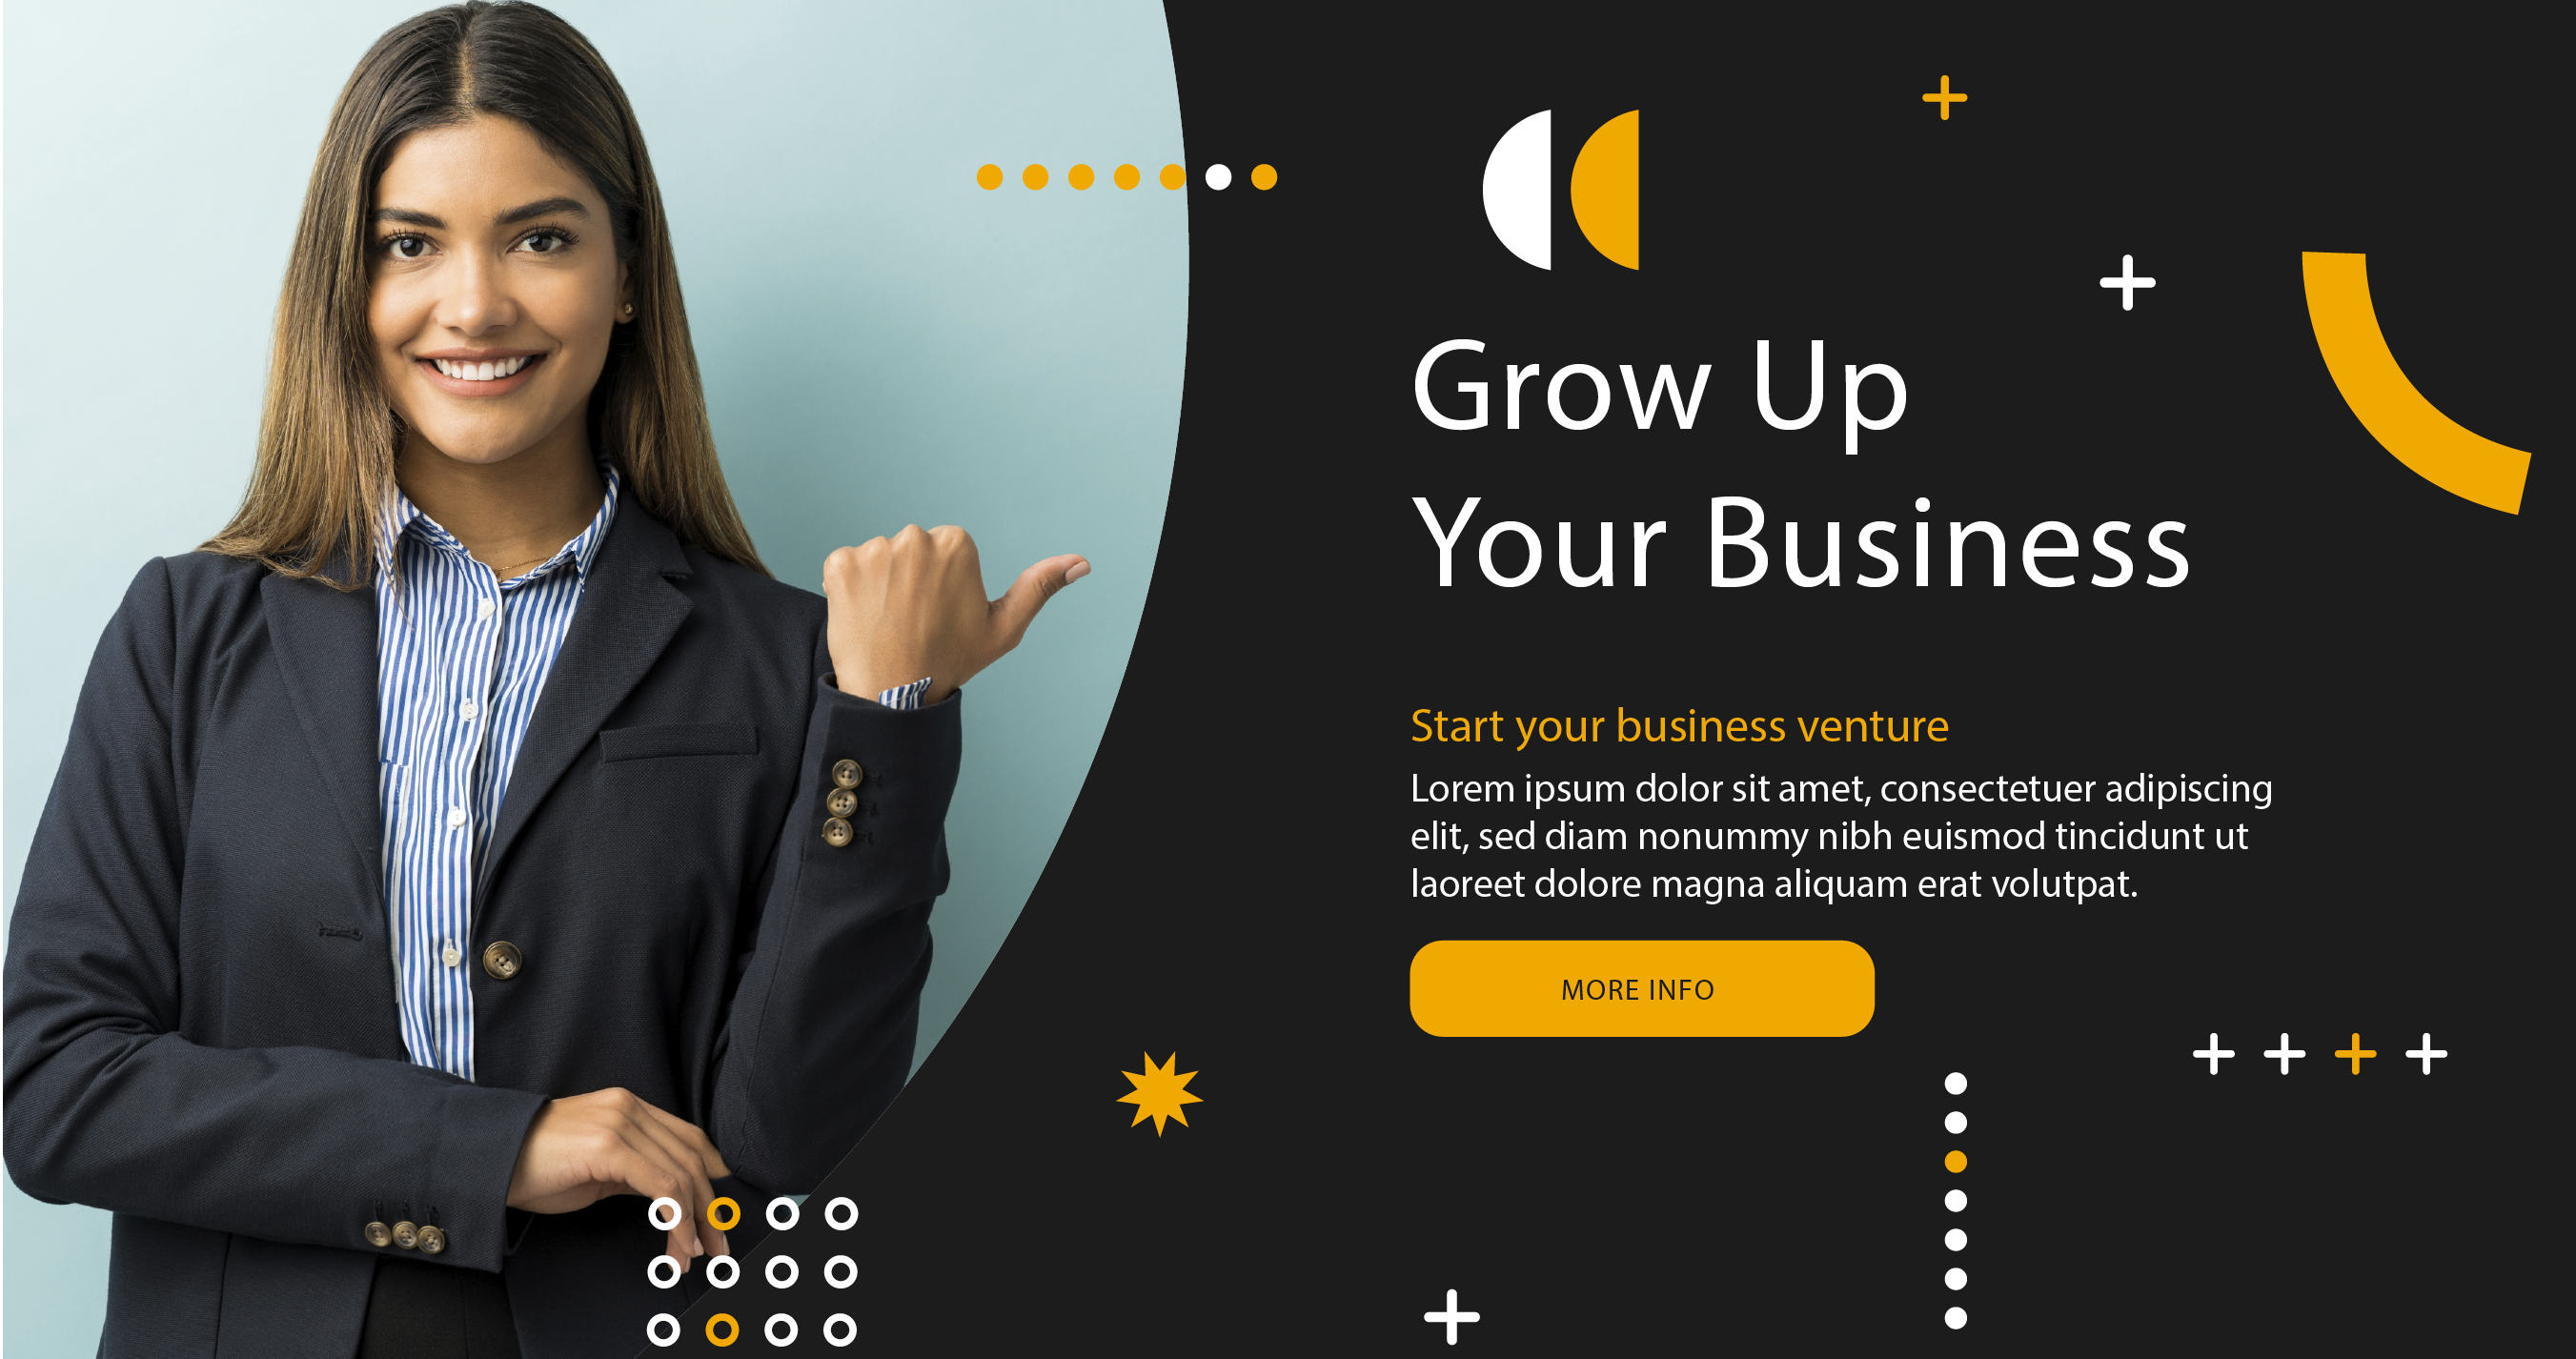 Grow Up
Your Business
Start your business venture
Lorem ipsum dolor sit amet, consectetuer adipiscing
elit, sed diam nonummy nibh euismod tincidunt ut
laoreet dolore magna aliquam erat volutpat.
MORE INFO